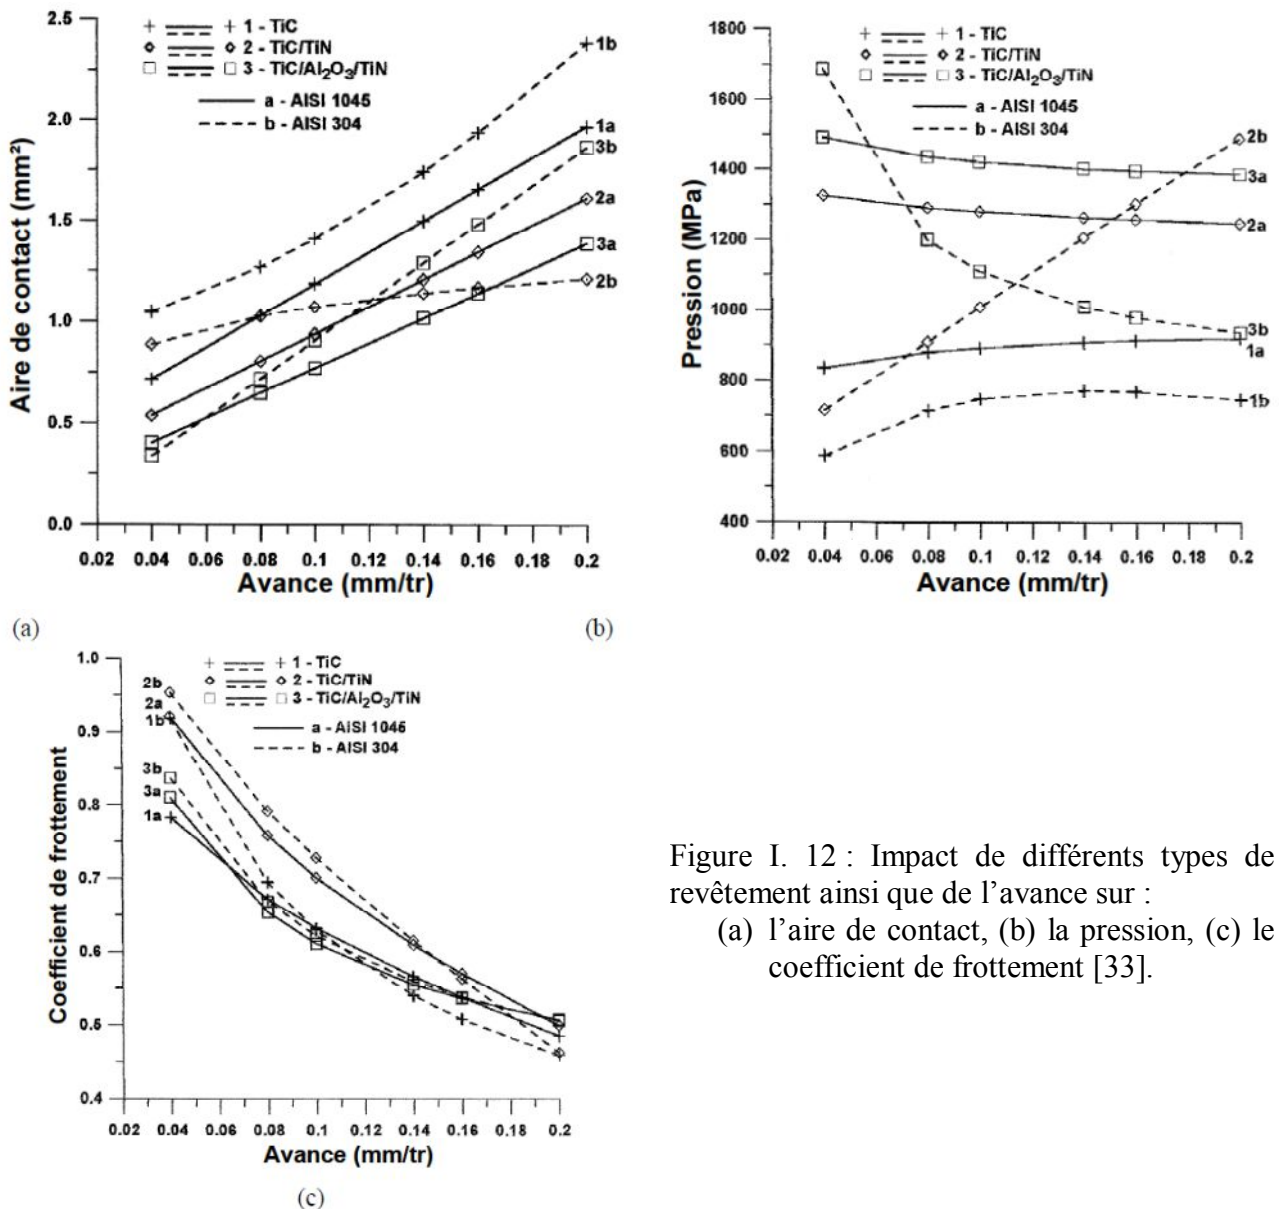 2.5
2.0
1.5
1.0
0.5
0.0
Aire de contact (mm²)
1 - TiC
2 - TiC/TiN
3 - TiC/Al₂O₃/TiN
a - AISI 1045
b - AISI 304
1b
1a
3b
2a
3a
2b
0.02 0.04 0.06 0.08 0.1 0.12 0.14 0.16 0.18 0.2
Avance (mm/tr)
(a)
1800
1600
1400
1200
1000
800
600
400
Pression (MPa)
1 - TiC
2 - TiC/TiN
3 - TiC/Al₂O₃/TiN
a - AISI 1045
b - AISI 304
2b
3a
2a
3b
1a
1b
0.02 0.04 0.06 0.08 0.1 0.12 0.14 0.16 0.18 0.2
Avance (mm/tr)
(b)
1.0
0.9
0.8
0.7
0.6
0.5
0.4
Coefficient de frottement
1 - TiC
2 - TiC/TiN
3 - TiC/Al₂O₃/TiN
a - AISI 1045
b - AISI 304
2b
2a
1b
3b
3a
1a
0.02 0.04 0.06 0.08 0.1 0.12 0.14 0.16 0.18 0.2
Avance (mm/tr)
(c)
Figure I. 12 : Impact de différents types de
revêtement ainsi que de l’avance sur :
(a) l’aire de contact, (b) la pression, (c) le
coefficient de frottement [33].